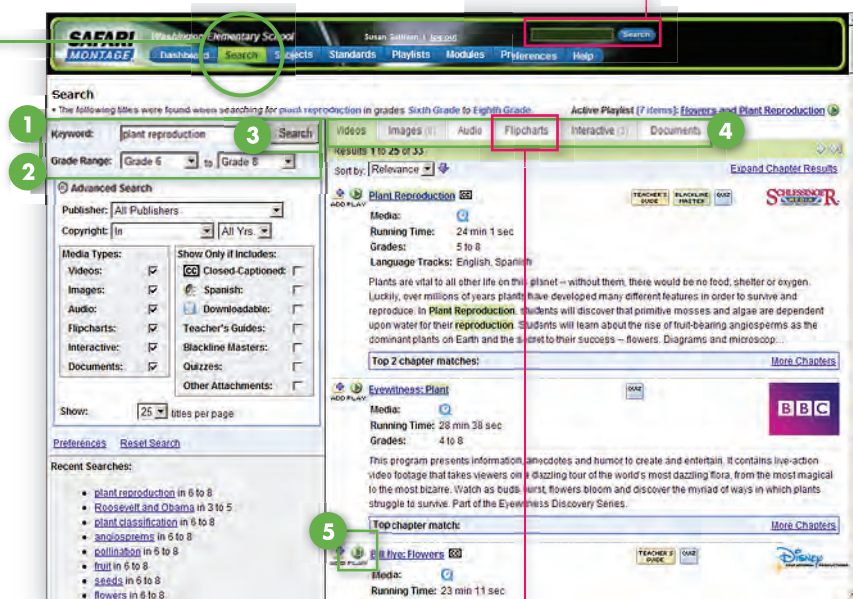 SAFARI
MONTAGE
Washington Elementary School
Susan Sullivan | log out
Search
Dashboard Search Subjects Standards Playlists Modules Preferences Help
Search
• The following titles were found when searching for plant reproduction in grades Sixth Grade to Eighth Grade.
Active Playlist [7 items]: Flowers and Plant Reproduction
1
Keyword: plant reproduction
3
Search
2
Grade Range: Grade 6 to Grade 8
Advanced Search
Publisher: All Publishers
Copyright: In All Yrs.
Media Types:
Videos:
Images:
Audio:
Flipcharts:
Interactive:
Documents:
Show Only if Includes:
CC Closed-Captioned:
Spanish:
Downloadable:
Teacher's Guides:
Blackline Masters:
Quizzes:
Other Attachments:
Show: 25 titles per page
Preferences Reset Search
Recent Searches:
• plant reproduction in 6 to 8
• Roosevelt and Obama in 3 to 5
• plant classification in 6 to 8
• angiosprems in 6 to 8
• pollination in 6 to 8
• fruit in 6 to 8
• seeds in 6 to 8
• flowers in 6 to 8
Videos Images Audio Flipcharts Interactive (3) Documents
4
Results 1 to 25 of 33
Sort by: Relevance
Expand Chapter Results
ADD PLAY
Plant Reproduction CC
TEACHER'S GUIDE
BLACKLINE MASTER
QUIZ
SCHLESSINGER
MEDIA
Media:
Running Time: 24 min 1 sec
Grades: 5 to 8
Language Tracks: English, Spanish
Plants are vital to all other life on this planet – without them, there would be no food, shelter or oxygen.
Luckily, over millions of years plants have developed many different features in order to survive and
reproduce. In Plant Reproduction, students will discover that primitive mosses and algae are dependent
upon water for their reproduction. Students will learn about the rise of fruit-bearing angiosperms as the
dominant plants on Earth and the secret to their success – flowers. Diagrams and microscop...
Top 2 chapter matches:
More Chapters
ADD PLAY
Eyewitness: Plant
QUIZ
BBC
Media:
Running Time: 28 min 38 sec
Grades: 4 to 8
This program presents information, anecdotes and humor to create and entertain. It contains live-action
video footage that takes viewers on a dazzling tour of the world's most dazzling flora, from the most magical
to the most bizarre. Watch as buds burst, flowers bloom and discover the myriad of ways in which plants
struggle to survive. Part of the Eyewitness Discovery Series.
Top chapter match:
More Chapters
5
ADD PLAY
Bill Nye: Flowers CC
TEACHER'S GUIDE
QUIZ
Disney
Media:
Running Time: 23 min 11 sec